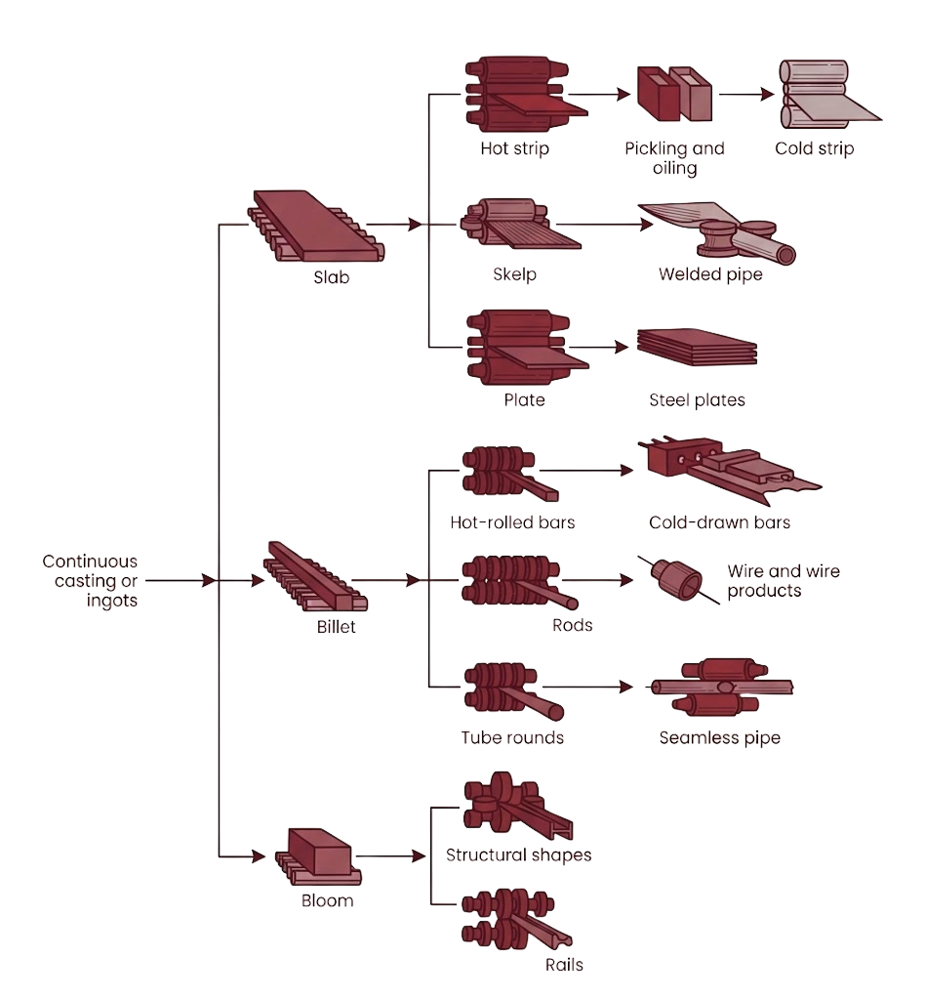 Hot strip
Pickling and
oiling
Cold strip
Slab
Skelp
Welded pipe
Plate
Steel plates
Hot-rolled bars
Cold-drawn bars
Continuous
casting or
ingots
Billet
Rods
Wire and wire
products
Tube rounds
Seamless pipe
Structural shapes
Bloom
Rails